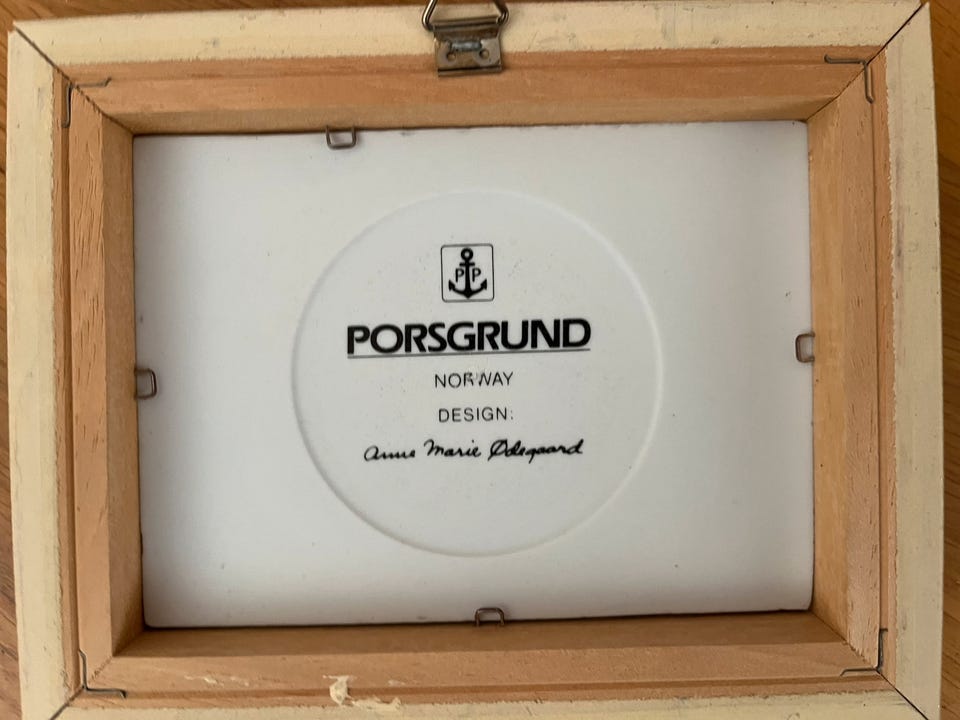 PP
PORSGRUND
NORWAY
DESIGN:
Anne Marie Ødegaard